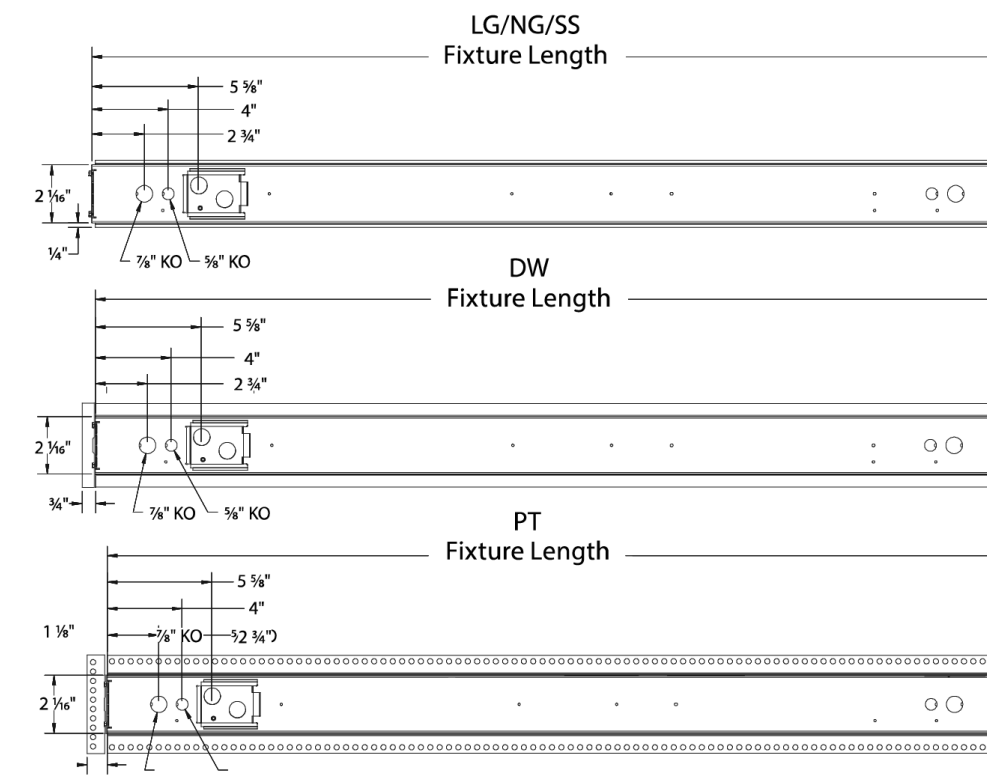 LG/NG/SS
Fixture Length
5 ⅝"
4"
2 ¾"
2 ¹⁄₁₆"
¼"
⅞" KO ⅝" KO
DW
Fixture Length
5 ⅝"
4"
2 ¾"
2 ¹⁄₁₆"
¾"
⅞" KO ⅝" KO
PT
Fixture Length
5 ⅝"
4"
1 ⅛" ⅞" KO 2 ¾"
2 ¹⁄₁₆"